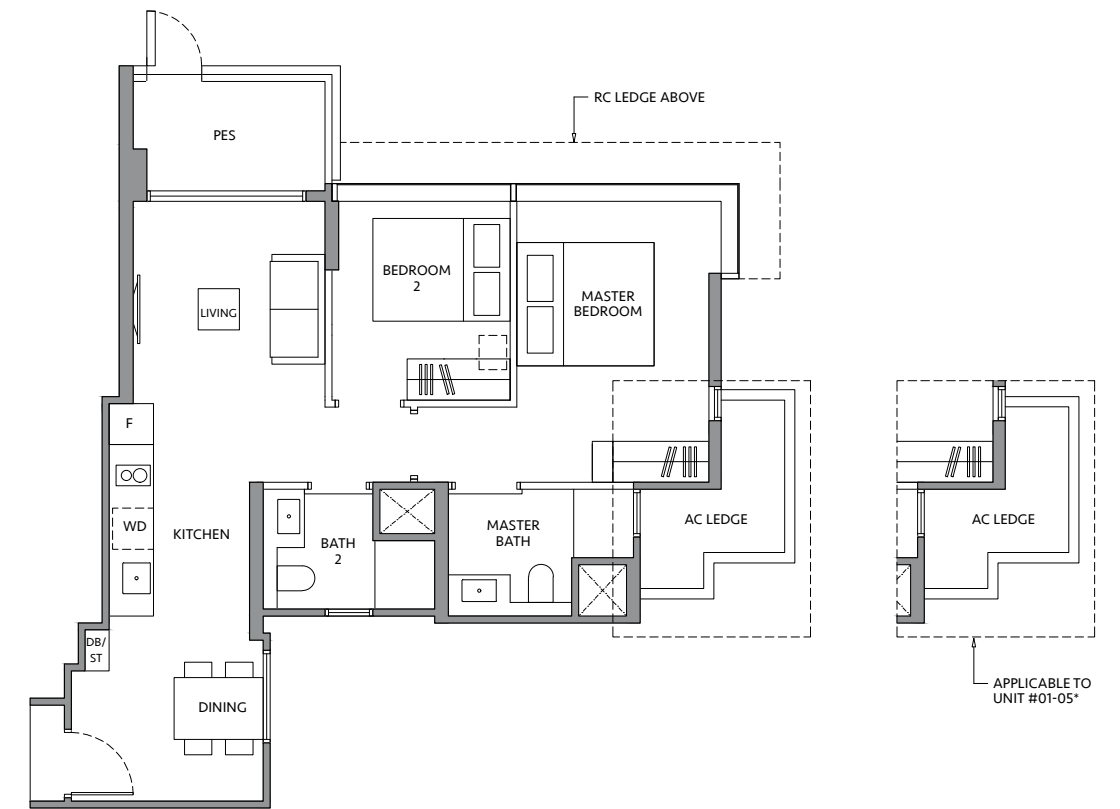 RC LEDGE ABOVE
PES
BEDROOM
2
MASTER
BEDROOM
LIVING
F
WD
KITCHEN
BATH
2
MASTER
BATH
AC LEDGE
AC LEDGE
DB/
ST
DINING
APPLICABLE TO
UNIT #01-05*